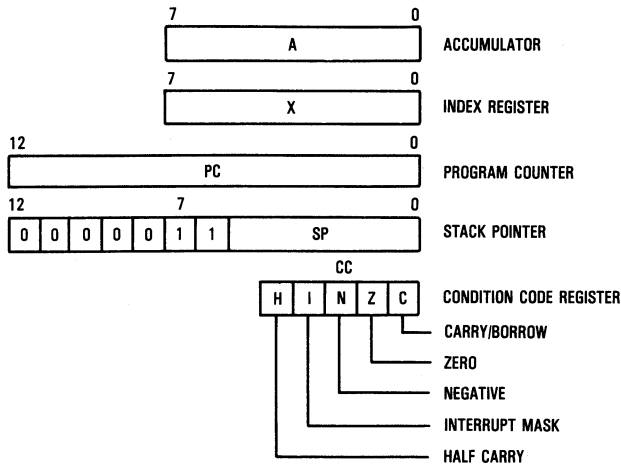 7 0
A ACCUMULATOR
7 0
X INDEX REGISTER
12 0
PC PROGRAM COUNTER
12 7 0
0 0 0 0 0 1 1 SP STACK POINTER
CC
H I N Z C CONDITION CODE REGISTER
CARRY/BORROW
ZERO
NEGATIVE
INTERRUPT MASK
HALF CARRY